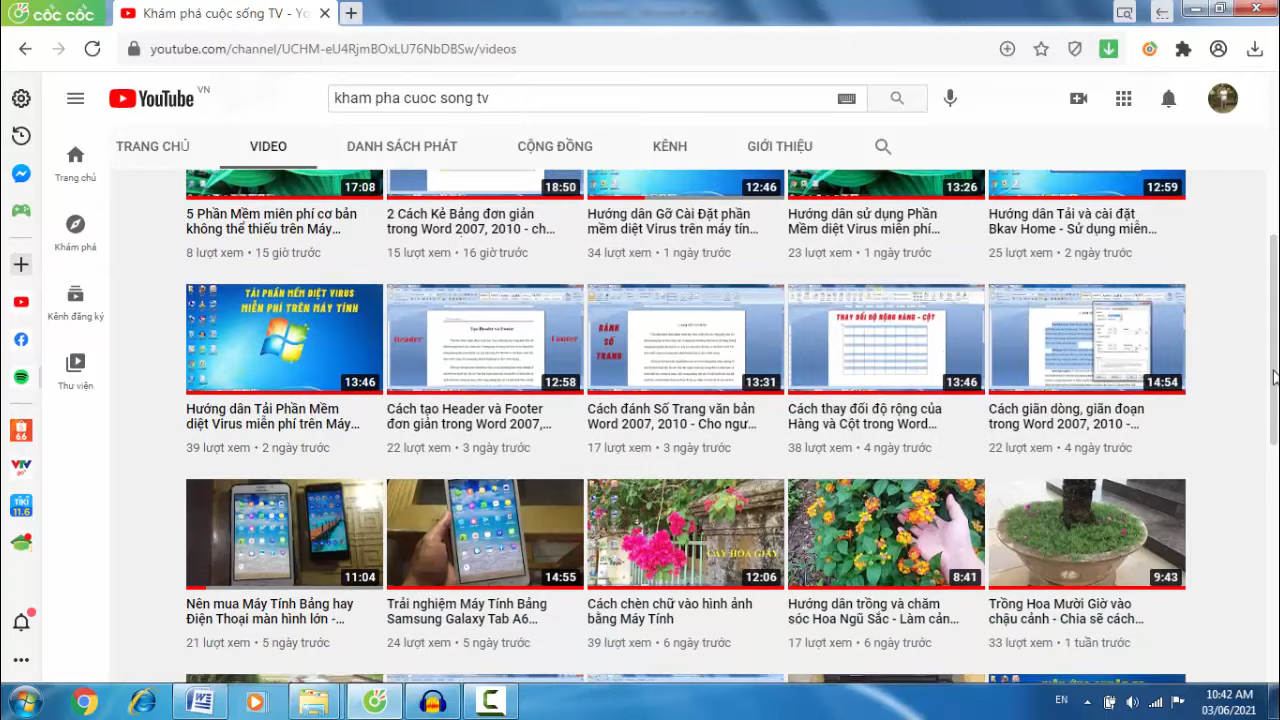 cốc cốc
Khám phá cuộc sống TV - Yo
youtube.com/channel/UCHM-eU4RjmBOxLU76NbDBSw/videos
YouTube VN
kham pha cuoc song tv
TRANG CHỦ
VIDEO
DANH SÁCH PHÁT
CỘNG ĐỒNG
KÊNH
GIỚI THIỆU
Trang chủ
Khám phá
Kênh đăng ký
Thư viện
66
VTV
go
TIKI
11.6
17:08
18:50
12:46
13:26
12:59
5 Phần Mềm miễn phí cơ bản
không thể thiếu trên Máy...
8 lượt xem • 15 giờ trước
2 Cách Kẻ Bảng đơn giản
trong Word 2007, 2010 - ch...
15 lượt xem • 16 giờ trước
Hướng dẫn Gỡ Cài Đặt phần
mềm diệt Virus trên máy tín...
34 lượt xem • 1 ngày trước
Hướng dẫn sử dụng Phần
Mềm diệt Virus miễn phí...
23 lượt xem • 1 ngày trước
Hướng dẫn Tải và cài đặt
Bkav Home - Sử dụng miễn...
25 lượt xem • 2 ngày trước
TẢI PHẦN MỀM DIỆT VIRUS
MIỄN PHÍ TRÊN MÁY TÍNH
13:46
Tạo Header và Footer
Header
Footer
12:58
ĐÁNH
SỐ
TRANG
13:31
THAY ĐỔI ĐỘ RỘNG HÀNG - CỘT
13:46
14:54
Hướng dẫn Tải Phần Mềm
diệt Virus miễn phí trên Máy...
39 lượt xem • 2 ngày trước
Cách tạo Header và Footer
đơn giản trong Word 2007,...
22 lượt xem • 3 ngày trước
Cách đánh Số Trang văn bản
Word 2007, 2010 - Cho ngư...
17 lượt xem • 3 ngày trước
Cách thay đổi độ rộng của
Hàng và Cột trong Word...
38 lượt xem • 4 ngày trước
Cách giãn dòng, giãn đoạn
trong Word 2007, 2010 -...
22 lượt xem • 4 ngày trước
11:04
14:55
CÂY HOA GIẤY
12:06
8:41
9:43
Nên mua Máy Tính Bảng hay
Điện Thoại màn hình lớn -...
21 lượt xem • 5 ngày trước
Trải nghiệm Máy Tính Bảng
Samsung Galaxy Tab A6...
24 lượt xem • 5 ngày trước
Cách chèn chữ vào hình ảnh
bằng Máy Tính
39 lượt xem • 6 ngày trước
Hướng dẫn trồng và chăm
sóc Hoa Ngũ Sắc - Làm cản...
17 lượt xem • 6 ngày trước
Trồng Hoa Mười Giờ vào
chậu cảnh - Chia sẽ cách...
33 lượt xem • 1 tuần trước
EN
10:42 AM
03/06/2021